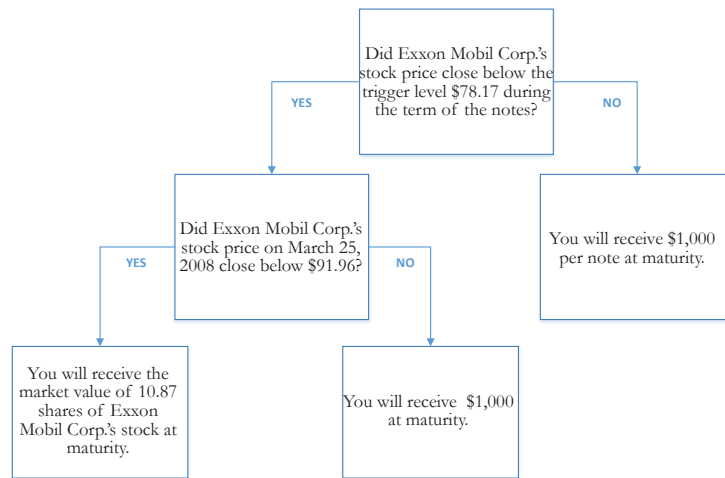 Did Exxon Mobil Corp.'s
stock price close below the
trigger level $78.17 during
the term of the notes?
YES
NO
Did Exxon Mobil Corp.'s
stock price on March 25,
2008 close below $91.96?
You will receive $1,000
per note at maturity.
YES
NO
You will receive the
market value of 10.87
shares of Exxon
Mobil Corp.'s stock at
maturity.
You will receive $1,000
at maturity.